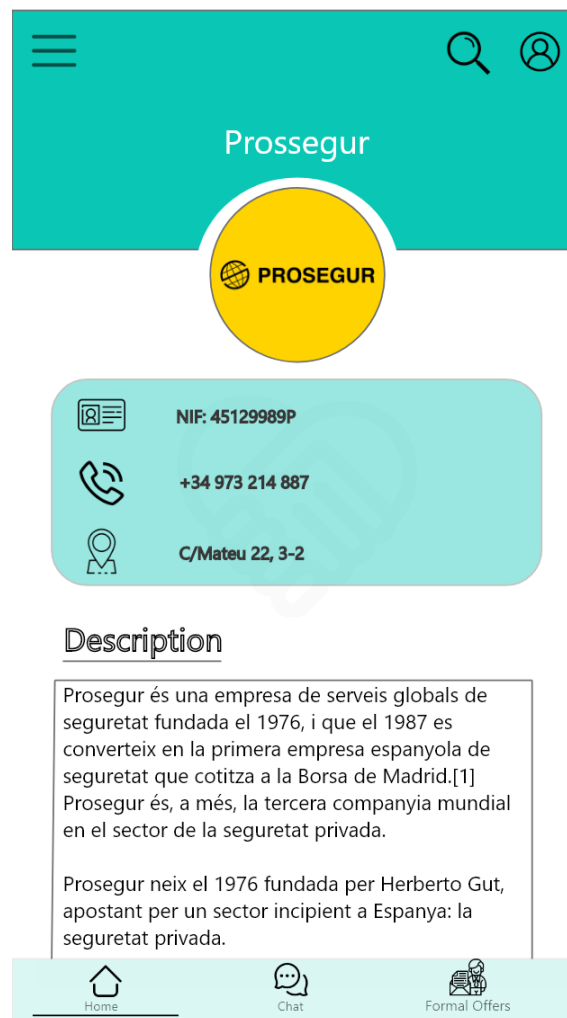 Prossegur
PROSEGUR
NIF: 45129989P
+34 973 214 887
C/Mateu 22, 3-2
Description
Prosegur és una empresa de serveis globals de
seguretat fundada el 1976, i que el 1987 es
converteix en la primera empresa espanyola de
seguretat que cotitza a la Borsa de Madrid.[1]
Prosegur és, a més, la tercera companyia mundial
en el sector de la seguretat privada.
Prosegur neix el 1976 fundada per Herberto Gut,
apostant per un sector incipient a Espanya: la
seguretat privada.
Home
Chat
Formal Offers